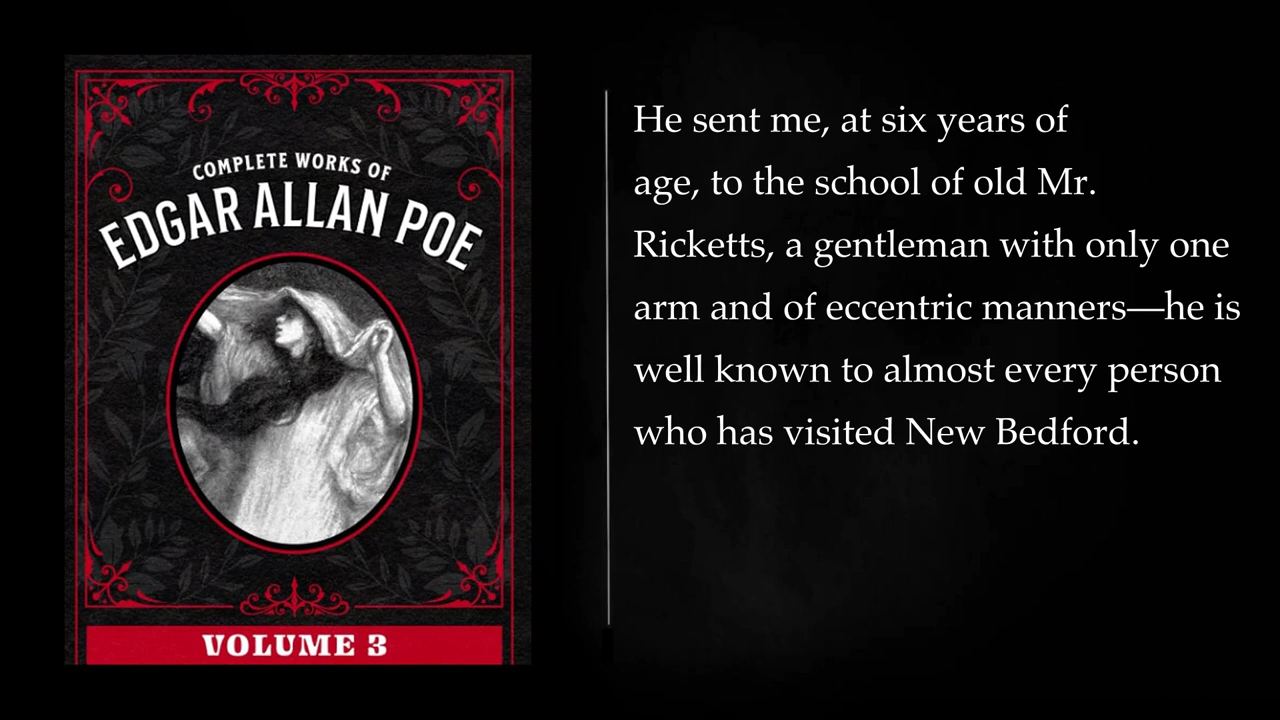 COMPLETE WORKS OF
EDGAR ALLAN POE
VOLUME 3
He sent me, at six years of
age, to the school of old Mr.
Ricketts, a gentleman with only one
arm and of eccentric manners—he is
well known to almost every person
who has visited New Bedford.